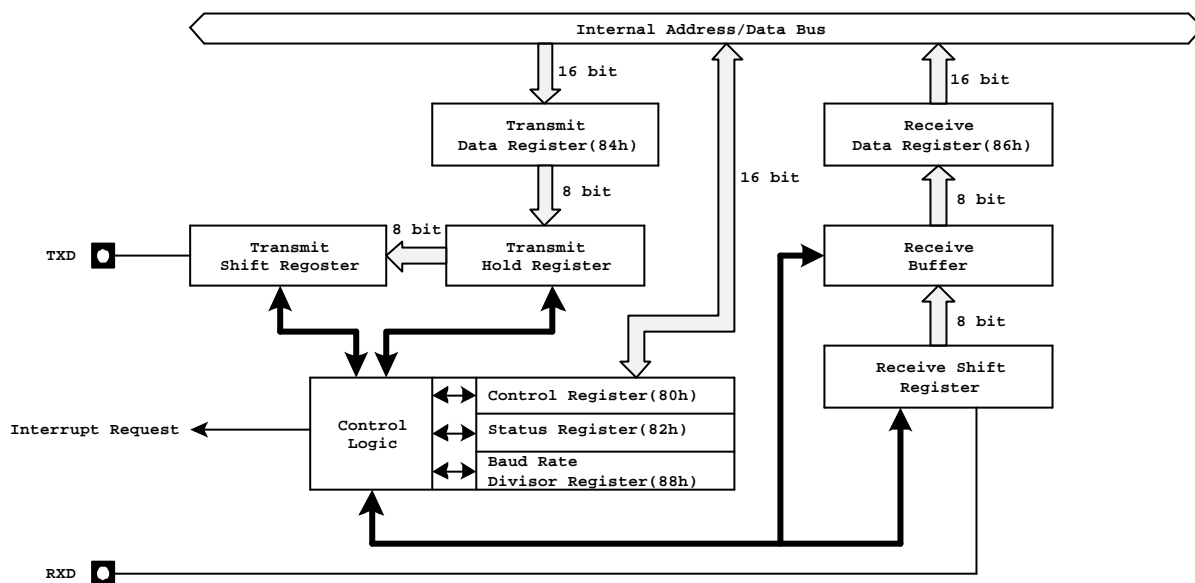 Internal Address/Data Bus
16 bit
16 bit
Transmit
Data Register(84h)
Receive
Data Register(86h)
16 bit
8 bit
8 bit
8 bit
TXD
Transmit
Shift Regoster
Transmit
Hold Register
Receive
Buffer
8 bit
Receive Shift
Register
Control
Logic
Control Register(80h)
Status Register(82h)
Baud Rate
Divisor Register(88h)
Interrupt Request
RXD